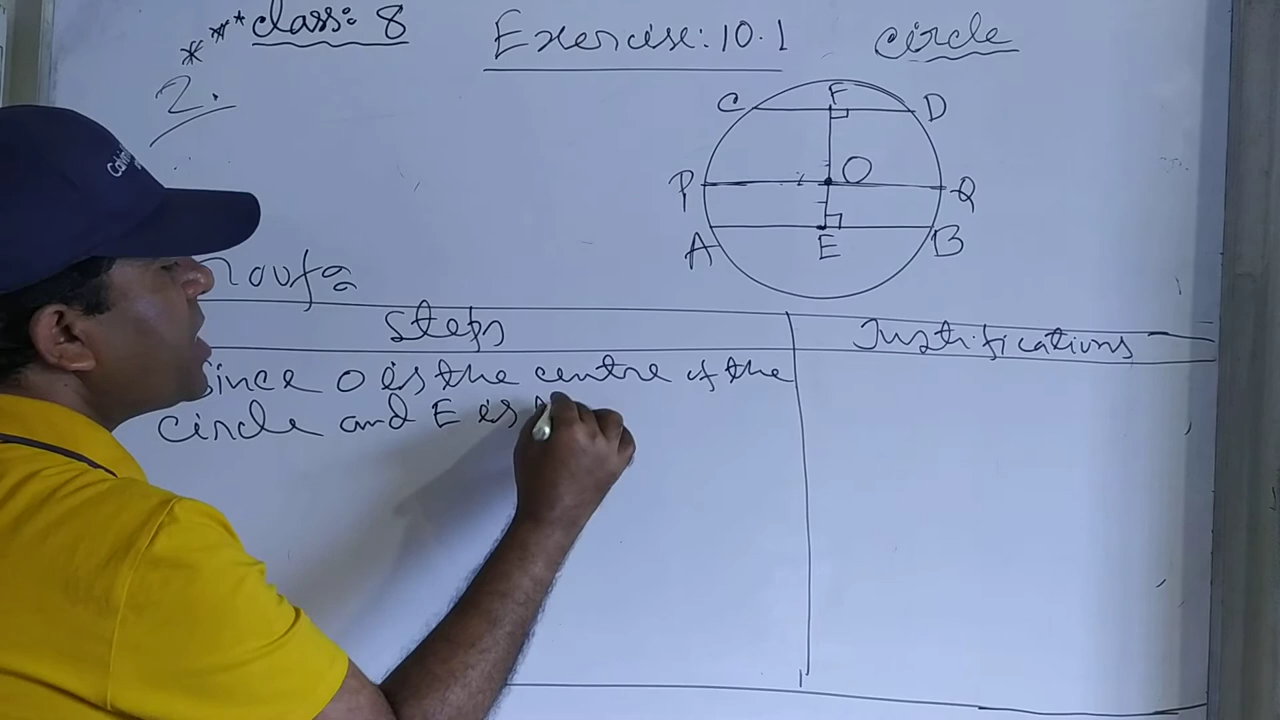 *** class: 8
Exercise: 10.1
circle
2.
C F D
P O Q
A E B
Steps
Justifications
Since O is the centre of the
circle and E is